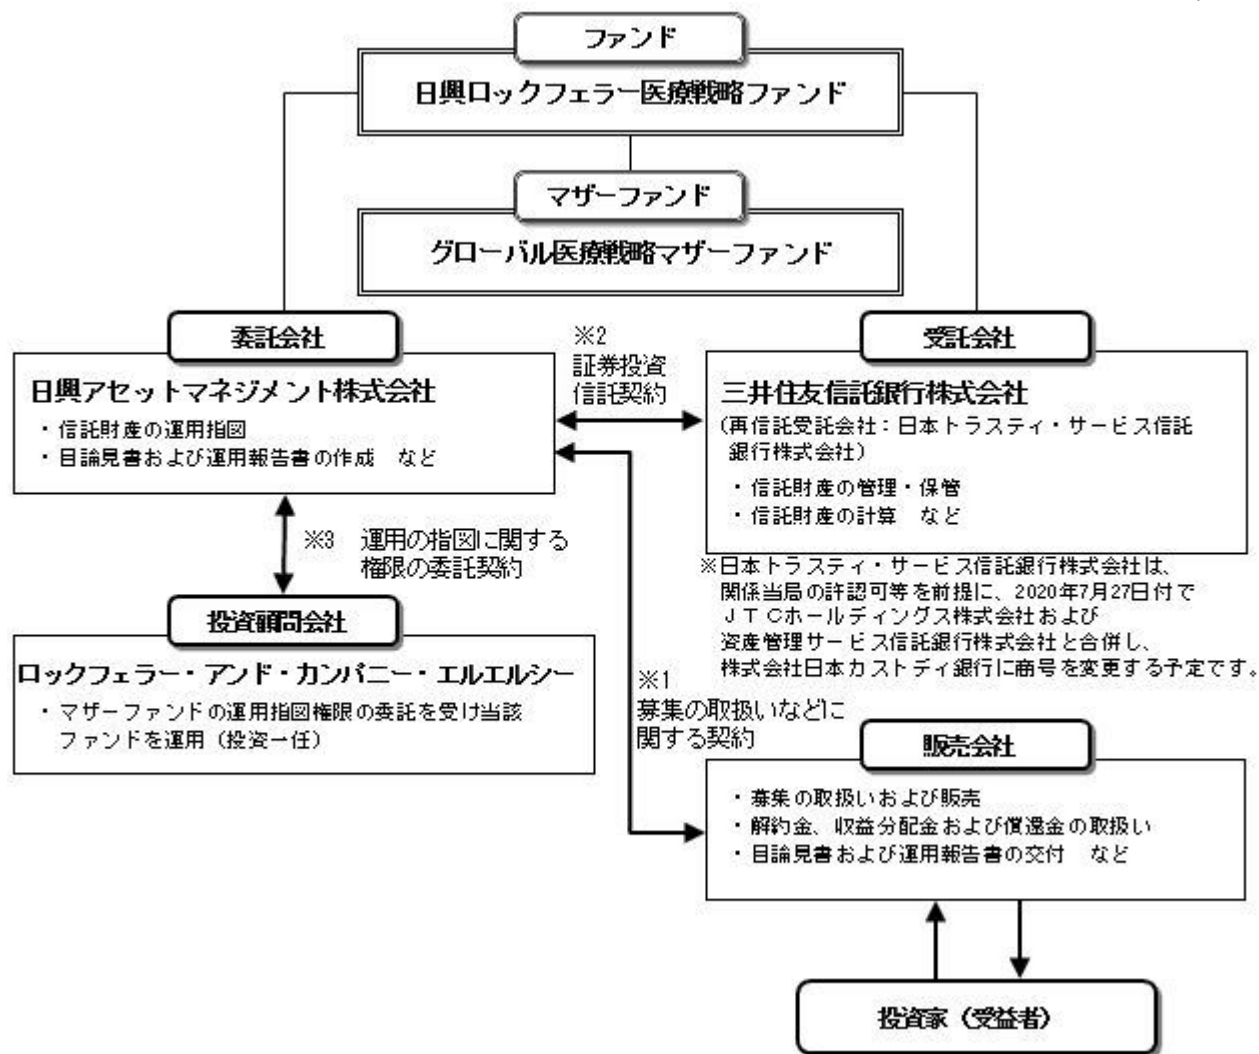 ファンド
日興ロックフェラー医療戦略ファンド
マザーファンド
グローバル医療戦略マザーファンド
委託会社
日興アセットマネジメント株式会社
・信託財産の運用指図
・目論見書および運用報告書の作成　など
※2
証券投資
信託契約
受託会社
三井住友信託銀行株式会社
(再信託受託会社：日本トラスティ・サービス信託
銀行株式会社)
・信託財産の管理・保管
・信託財産の計算　など
※日本トラスティ・サービス信託銀行株式会社は、
関係当局の許認可等を前提に、2020年7月27日付で
ＪＴＣホールディングス株式会社および
資産管理サービス信託銀行株式会社と合併し、
株式会社日本カストディ銀行に商号を変更する予定です。
※3　運用の指図に関する
権限の委託契約
投資顧問会社
ロックフェラー・アンド・カンパニー・エルエルシー
・マザーファンドの運用指図権限の委託を受け当該
ファンドを運用（投資一任）
※1
募集の取扱いなどに
関する契約
販売会社
・募集の取扱いおよび販売
・解約金、収益分配金および償還金の取扱い
・目論見書および運用報告書の交付　など
投資家（受益者）